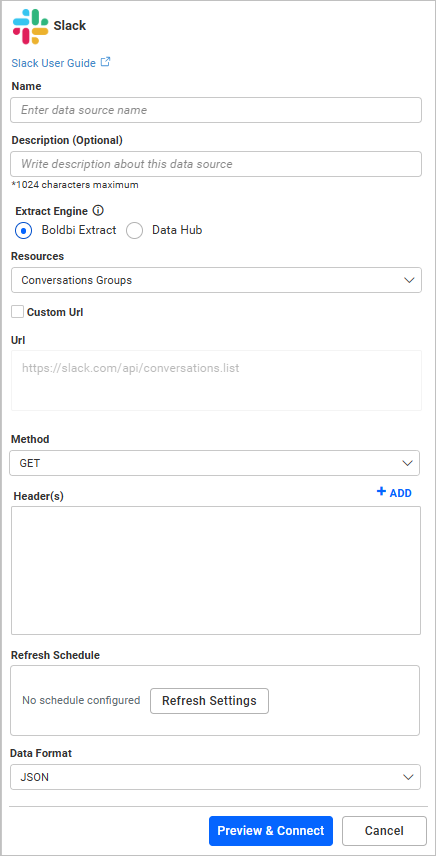 Slack
Slack User Guide
Name
Enter data source name
Description (Optional)
Write description about this data source
*1024 characters maximum
Extract Engine
Boldbi Extract Data Hub
Resources
Conversations Groups
Custom Url
Url
https://slack.com/api/conversations.list
Method
GET
Header(s) + ADD
Refresh Schedule
No schedule configured Refresh Settings
Data Format
JSON
Preview & Connect Cancel